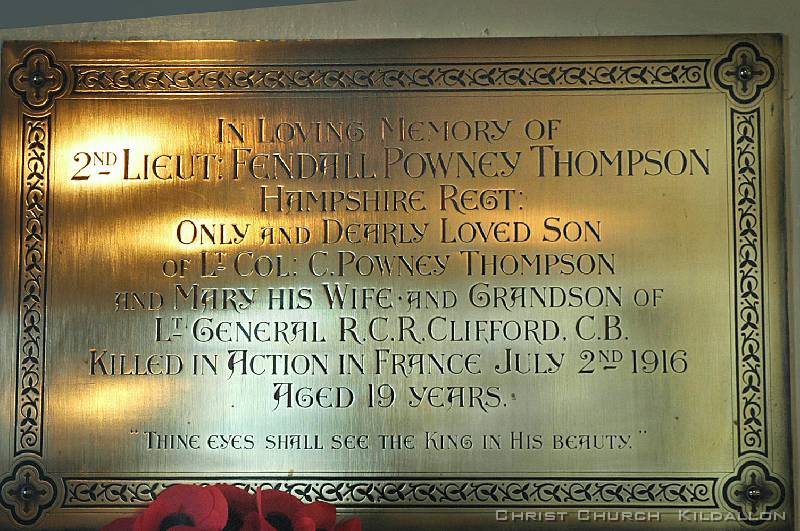 In Loving Memory of
2ND Lieut: Fendall Powney Thompson
Hampshire Regt:
Only and Dearly Loved Son
of Lt Col: C. Powney Thompson
and Mary his Wife · and Grandson of
Lt General R.C.R. Clifford, C.B.
Killed in Action in France July 2ND 1916
Aged 19 years.
"Thine eyes shall see the King in His beauty."
Christ Church Kildallon